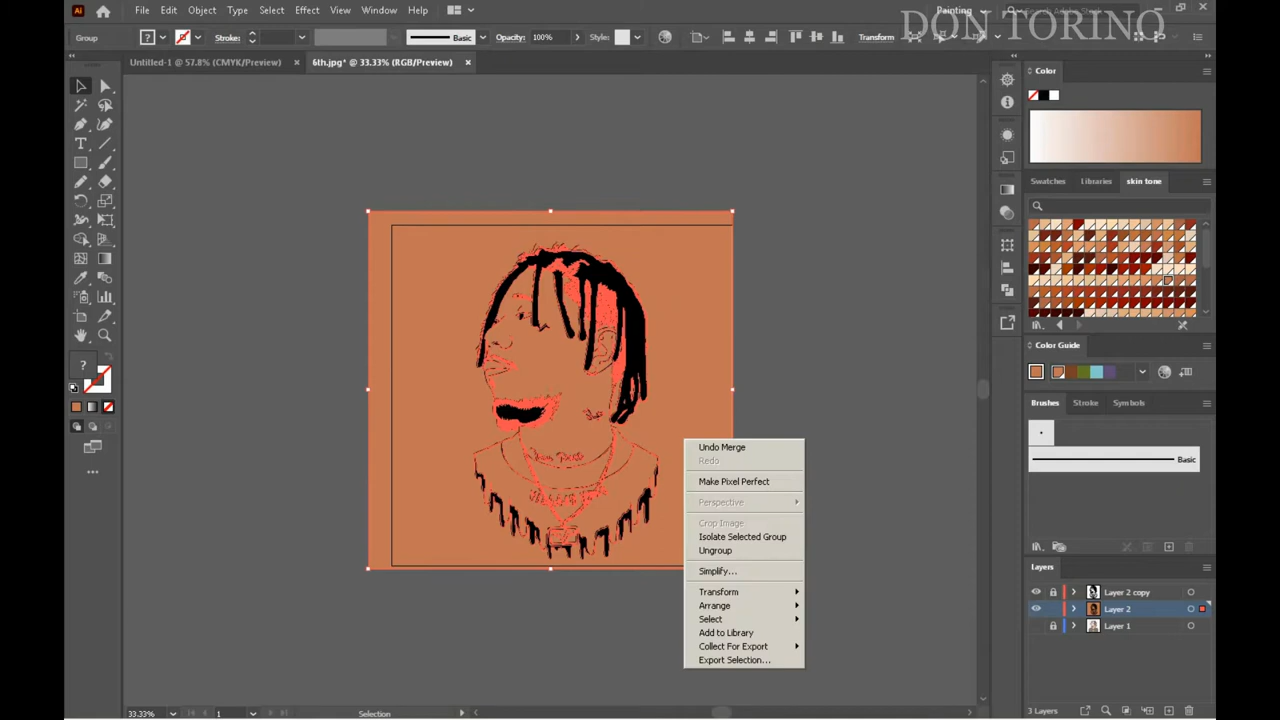 DON TORINO
File Edit Object Type Select Effect View Window Help
Painting
Group
Stroke:
Basic
Opacity: 100%
Style:
Transform
Untitled-1 @ 57.8% (CMYK/Preview)
6th.jpg* @ 33.33% (RGB/Preview)
Color
Swatches Libraries skin tone
Color Guide
Brushes Stroke Symbols
Basic
Layers
Layer 2 copy
Layer 2
Layer 1
3 Layers
Undo Merge
Redo
Make Pixel Perfect
Perspective
Crop Image
Isolate Selected Group
Ungroup
Simplify...
Transform
Arrange
Select
Add to Library
Collect For Export
Export Selection...
33.33%
1
Selection